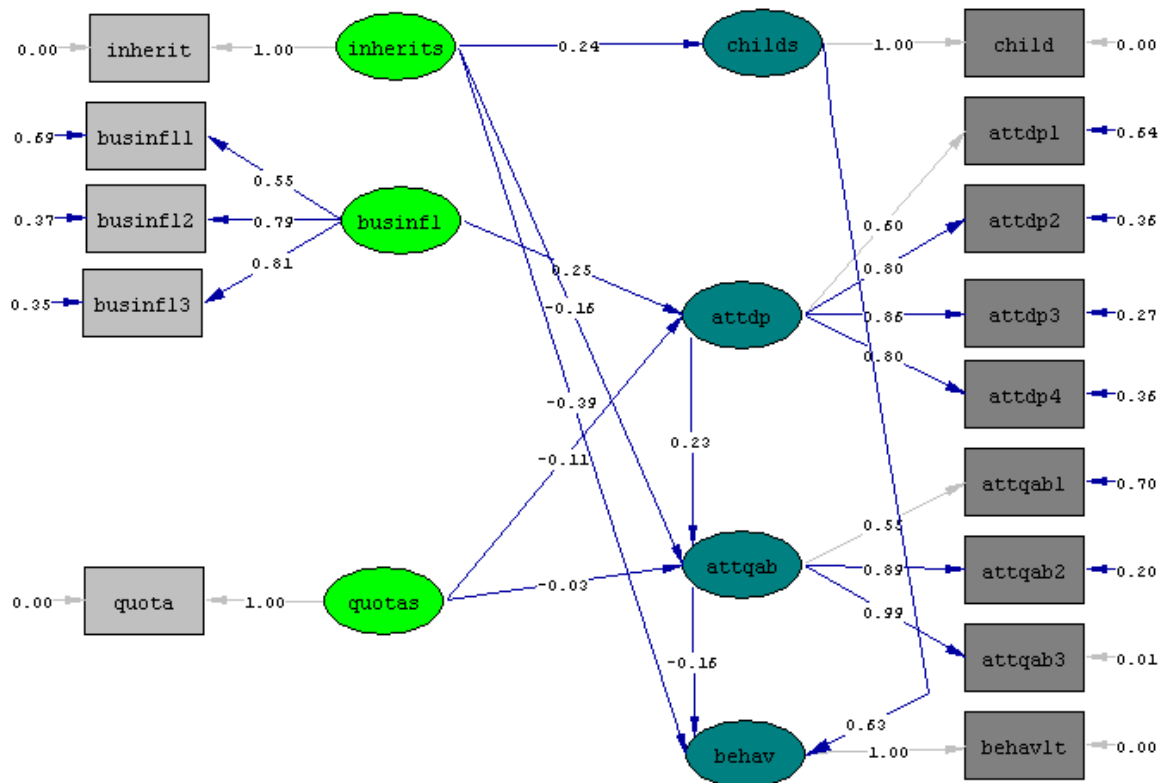 0.00 inherit 1.00 inherits 0.24 childs 1.00 child 0.00
0.69 businfl1 0.55 attdp1 0.64
0.37 businfl2 0.79 businfl 0.60 attdp2 0.36
0.35 businfl3 0.81 0.25 0.80
-0.16 attdp 0.86 attdp3 0.27
0.80
-0.39 attdp4 0.36
-0.11 0.23
attqab1 0.70
0.55
-0.03 attqab 0.89 attqab2 0.20
0.00 quota 1.00 quotas 0.99
-0.16 attqab3 0.01
0.63
behav 1.00 behavlt 0.00